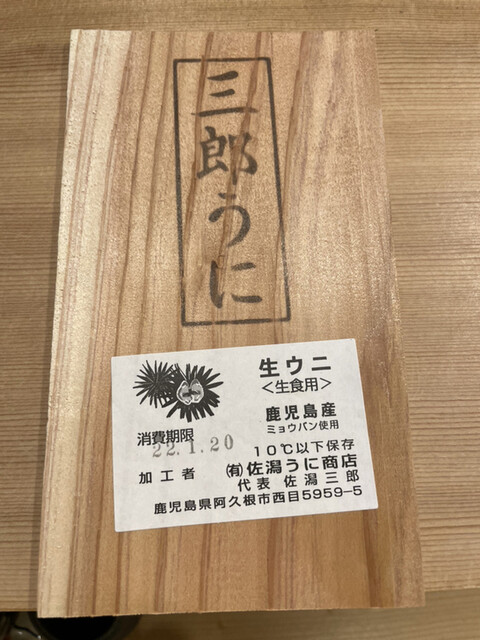 三郎うに
生ウニ
<生食用>
鹿児島産
ミョウバン使用
消費期限
22.1.20
10℃以下保存
加工者
㈲佐潟うに商店
代表 佐潟三郎
鹿児島県阿久根市西目5959-5